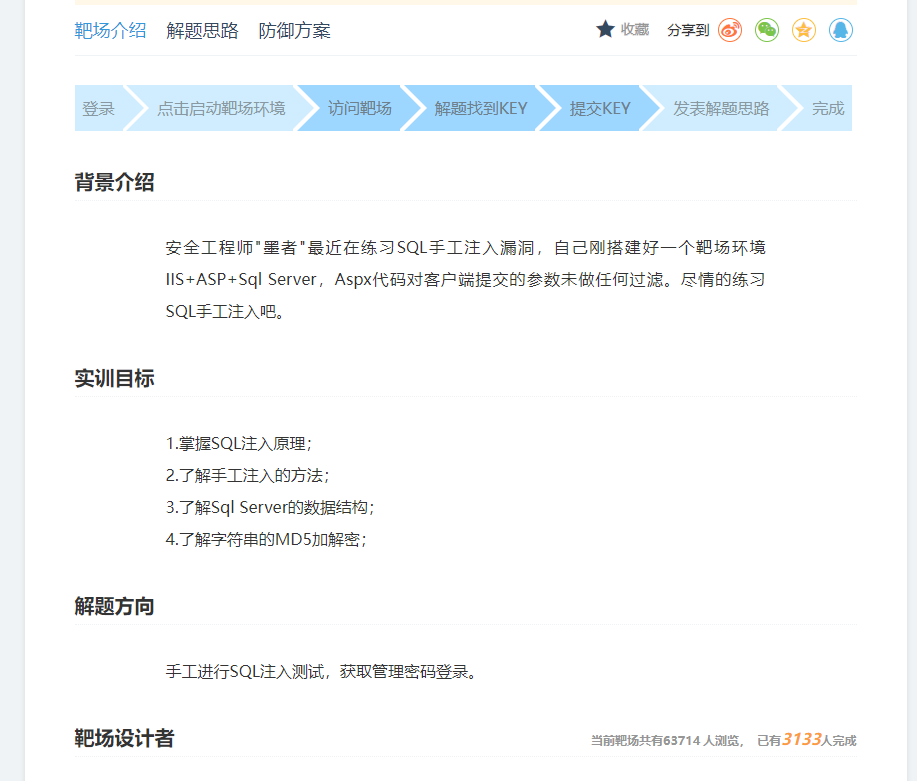 靶场介绍 解题思路 防御方案 收藏 分享到
登录 点击启动靶场环境 访问靶场 解题找到KEY 提交KEY 发表解题思路 完成
背景介绍
安全工程师"墨者"最近在练习SQL手工注入漏洞，自己刚搭建好一个靶场环境
IIS+ASP+Sql Server，Aspx代码对客户端提交的参数未做任何过滤。尽情的练习
SQL手工注入吧。
实训目标
1.掌握SQL注入原理；
2.了解手工注入的方法；
3.了解Sql Server的数据结构；
4.了解字符串的MD5加解密；
解题方向
手工进行SQL注入测试，获取管理密码登录。
靶场设计者 当前靶场共有63714 人浏览， 已有3133人完成